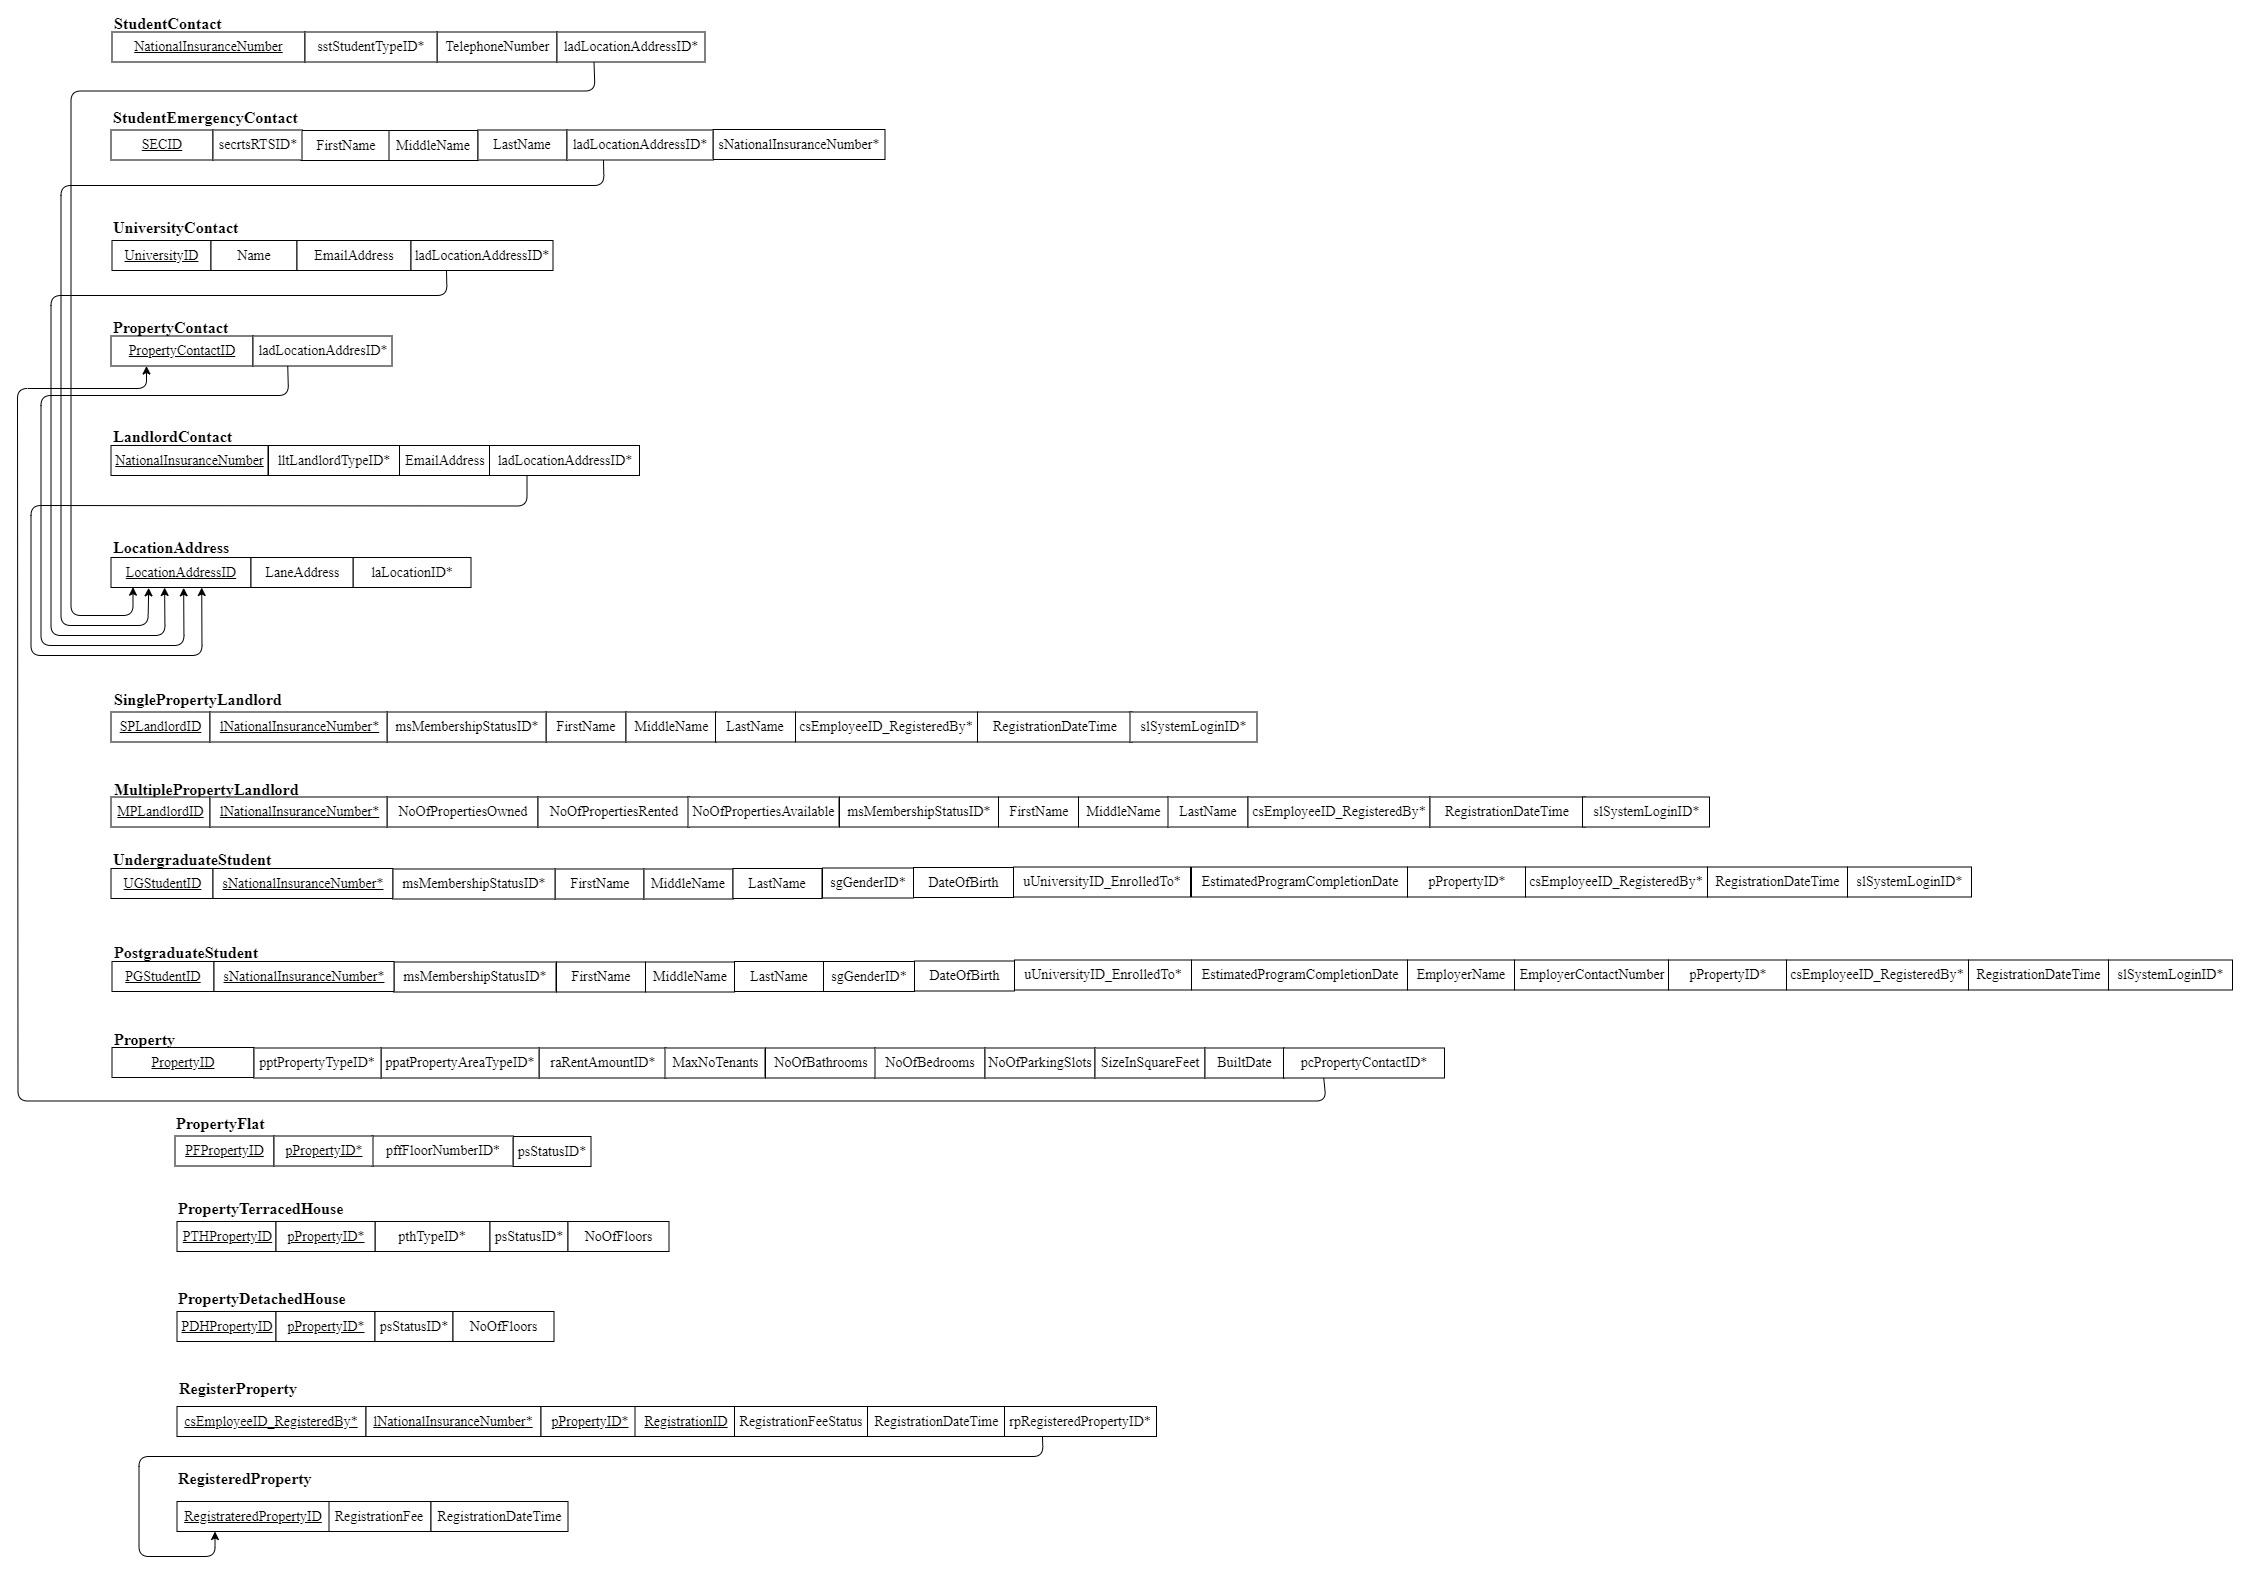 StudentContact
NationalInsuranceNumber sstStudentTypeID* TelephoneNumber ladLocationAddressID*
StudentEmergencyContact
SECID secrtsRTSID* FirstName MiddleName LastName ladLocationAddressID* sNationalInsuranceNumber*
UniversityContact
UniversityID Name EmailAddress ladLocationAddressID*
PropertyContact
PropertyContactID ladLocationAddresID*
LandlordContact
NationalInsuranceNumber lltLandlordTypeID* EmailAddress ladLocationAddressID*
LocationAddress
LocationAddressID LaneAddress laLocationID*
SinglePropertyLandlord
SPLandlordID lNationalInsuranceNumber* msMembershipStatusID* FirstName MiddleName LastName csEmployeeID_RegisteredBy* RegistrationDateTime slSystemLoginID*
MultiplePropertyLandlord
MPLandlordID lNationalInsuranceNumber* NoOfPropertiesOwned NoOfPropertiesRented NoOfPropertiesAvailable msMembershipStatusID* FirstName MiddleName LastName csEmployeeID_RegisteredBy* RegistrationDateTime slSystemLoginID*
UndergraduateStudent
UGStudentID sNationalInsuranceNumber* msMembershipStatusID* FirstName MiddleName LastName sgGenderID* DateOfBirth uUniversityID_EnrolledTo* EstimatedProgramCompletionDate pPropertyID* csEmployeeID_RegisteredBy* RegistrationDateTime slSystemLoginID*
PostgraduateStudent
PGStudentID sNationalInsuranceNumber* msMembershipStatusID* FirstName MiddleName LastName sgGenderID* DateOfBirth uUniversityID_EnrolledTo* EstimatedProgramCompletionDate EmployerName EmployerContactNumber pPropertyID* csEmployeeID_RegisteredBy* RegistrationDateTime slSystemLoginID*
Property
PropertyID pptPropertyTypeID* ppatPropertyAreaTypeID* raRentAmountID* MaxNoTenants NoOfBathrooms NoOfBedrooms NoOfParkingSlots SizeInSquareFeet BuiltDate pcPropertyContactID*
PropertyFlat
PFPropertyID pPropertyID* pffFloorNumberID* psStatusID*
PropertyTerracedHouse
PTHPropertyID pPropertyID* pthTypeID* psStatusID* NoOfFloors
PropertyDetachedHouse
PDHPropertyID pPropertyID* psStatusID* NoOfFloors
RegisterProperty
csEmployeeID_RegisteredBy* lNationalInsuranceNumber* pPropertyID* RegistrationID RegistrationFeeStatus RegistrationDateTime rpRegisteredPropertyID*
RegisteredProperty
RegistrateredPropertyID RegistrationFee RegistrationDateTime